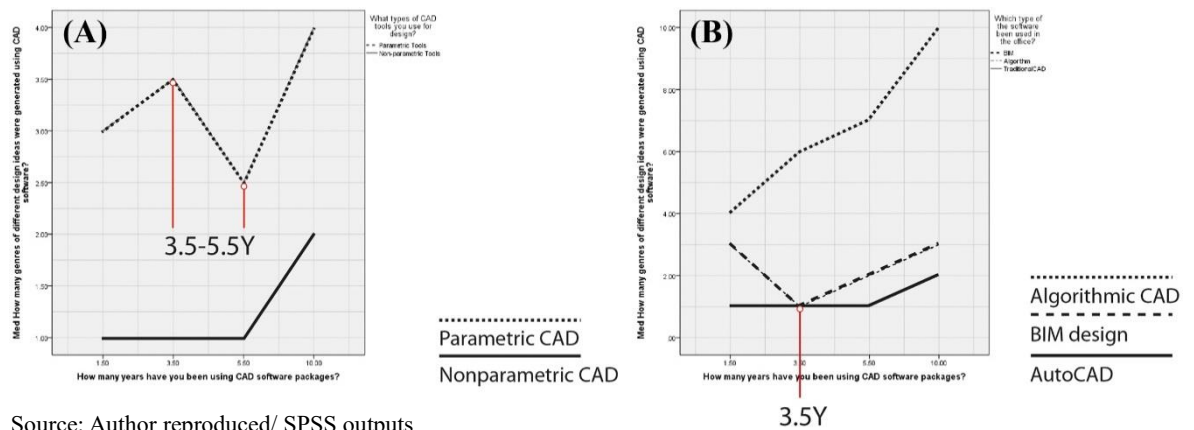 (A)
What types of CAD
tools you use for
design?
Parametric Tools
Non-parametric Tools
Med How many genres of different design ideas were generated using CAD
software?
4.00
3.50
3.00
2.50
2.00
1.50
1.00
3.5-5.5Y
1.50
3.50
5.50
10.00
How many years have you been using CAD software packages?
Parametric CAD
Nonparametric CAD
(B)
Which type of
the software
been used in
the office?
BIM
Algorithm
TraditionalCAD
Med How many genres of different design ideas were generated using CAD
software?
10.00
8.00
6.00
4.00
2.00
.00
1.50
3.50
5.50
10.00
How many years have you been using CAD software packages?
3.5Y
Algorithmic CAD
BIM design
AutoCAD
Source: Author reproduced/ SPSS outputs